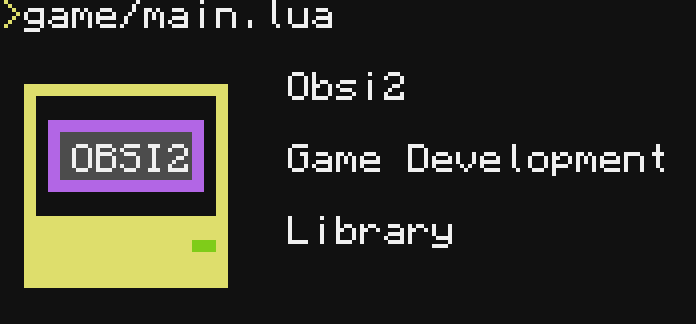 >game/main.lua
Obsi2
OBSI2
Game Development
Library